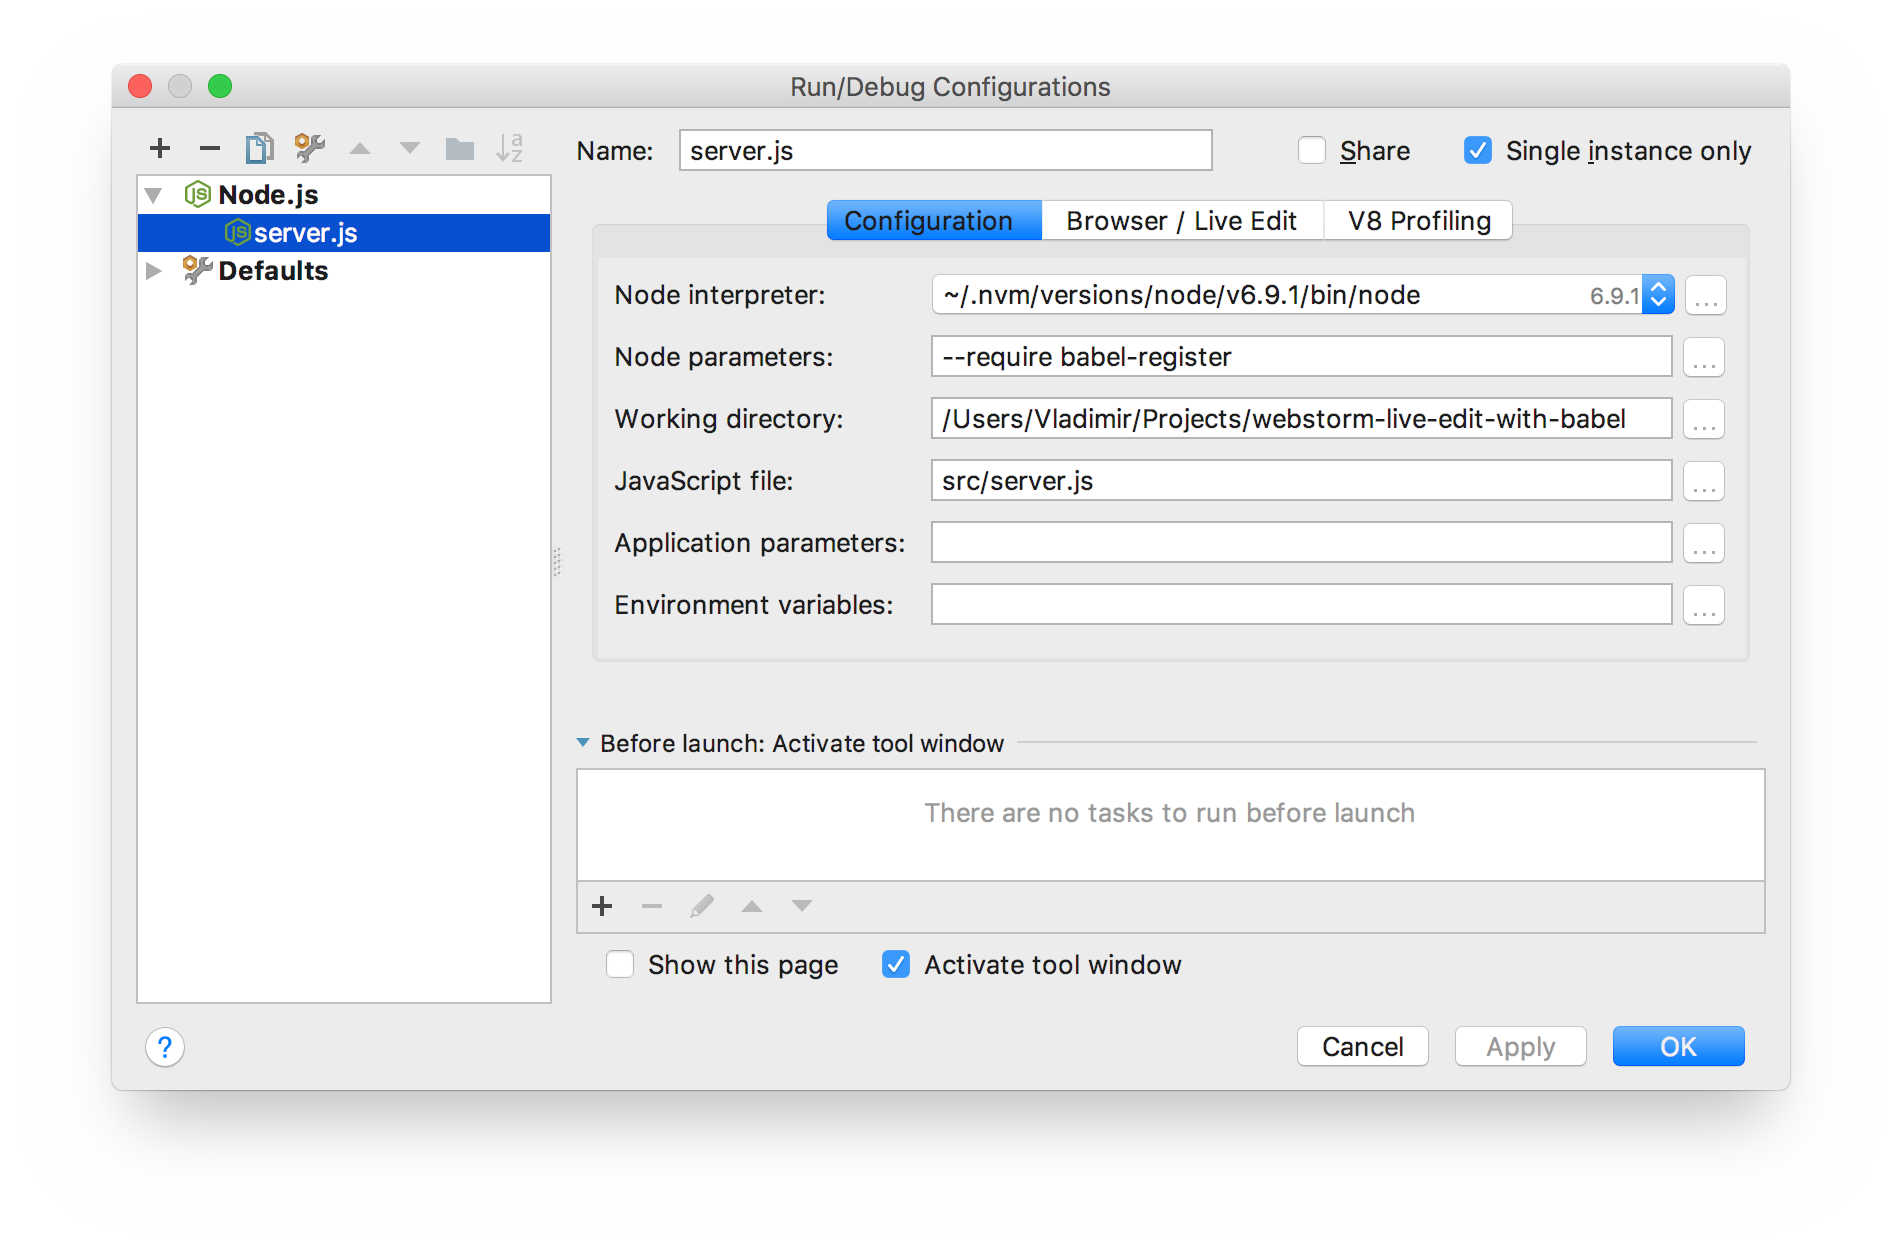 Run/Debug Configurations
Name: server.js Share Single instance only
Node.js
server.js
Defaults
Configuration Browser / Live Edit V8 Profiling
Node interpreter: ~/.nvm/versions/node/v6.9.1/bin/node 6.9.1 ...
Node parameters: --require babel-register ...
Working directory: /Users/Vladimir/Projects/webstorm-live-edit-with-babel ...
JavaScript file: src/server.js ...
Application parameters: ...
Environment variables: ...
Before launch: Activate tool window
There are no tasks to run before launch
Show this page Activate tool window
? Cancel Apply OK